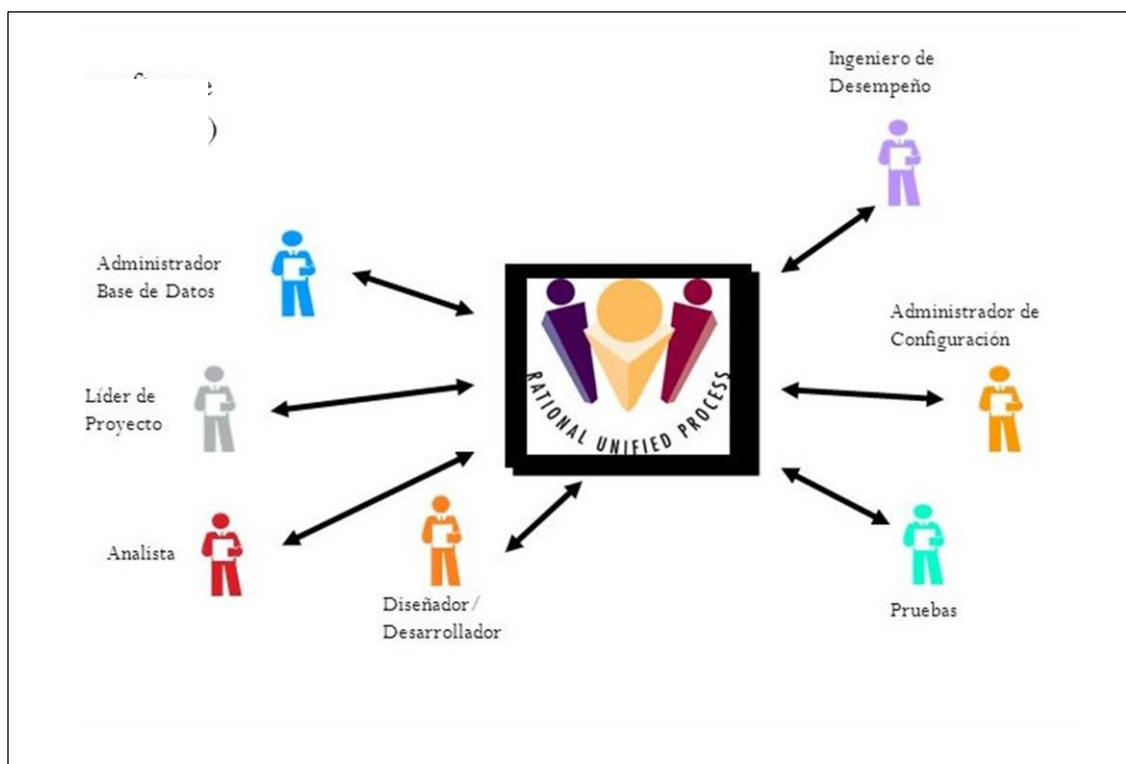 Ingeniero de
Desempeño
)
Administrador
Base de Datos
Administrador de
Configuración
RATIONAL UNIFIED PROCESS
Líder de
Proyecto
Analista
Diseñador/
Desarrollador
Pruebas